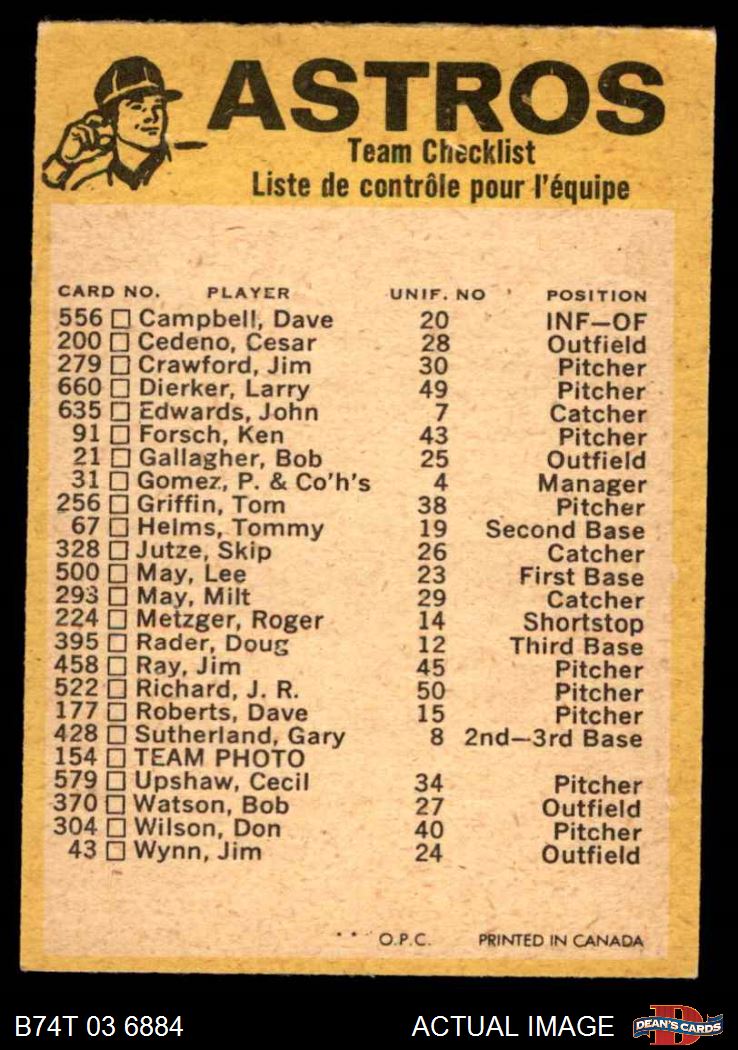 ASTROS
Team Checklist
Liste de contrôle pour l'équipe
CARD NO. PLAYER UNIF. NO POSITION
556 Campbell, Dave 20 INF—OF
200 Cedeno, Cesar 28 Outfield
279 Crawford, Jim 30 Pitcher
660 Dierker, Larry 49 Pitcher
635 Edwards, John 7 Catcher
91 Forsch, Ken 43 Pitcher
21 Gallagher, Bob 25 Outfield
31 Gomez, P. & Co'h's 4 Manager
256 Griffin, Tom 38 Pitcher
67 Helms, Tommy 19 Second Base
328 Jutze, Skip 26 Catcher
500 May, Lee 23 First Base
293 May, Milt 29 Catcher
224 Metzger, Roger 14 Shortstop
395 Rader, Doug 12 Third Base
458 Ray, Jim 45 Pitcher
522 Richard, J. R. 50 Pitcher
177 Roberts, Dave 15 Pitcher
428 Sutherland, Gary 8 2nd—3rd Base
154 TEAM PHOTO
579 Upshaw, Cecil 34 Pitcher
370 Watson, Bob 27 Outfield
304 Wilson, Don 40 Pitcher
43 Wynn, Jim 24 Outfield
** O.P.C. PRINTED IN CANADA
B74T 03 6884 ACTUAL IMAGE D DEAN'S CARDS